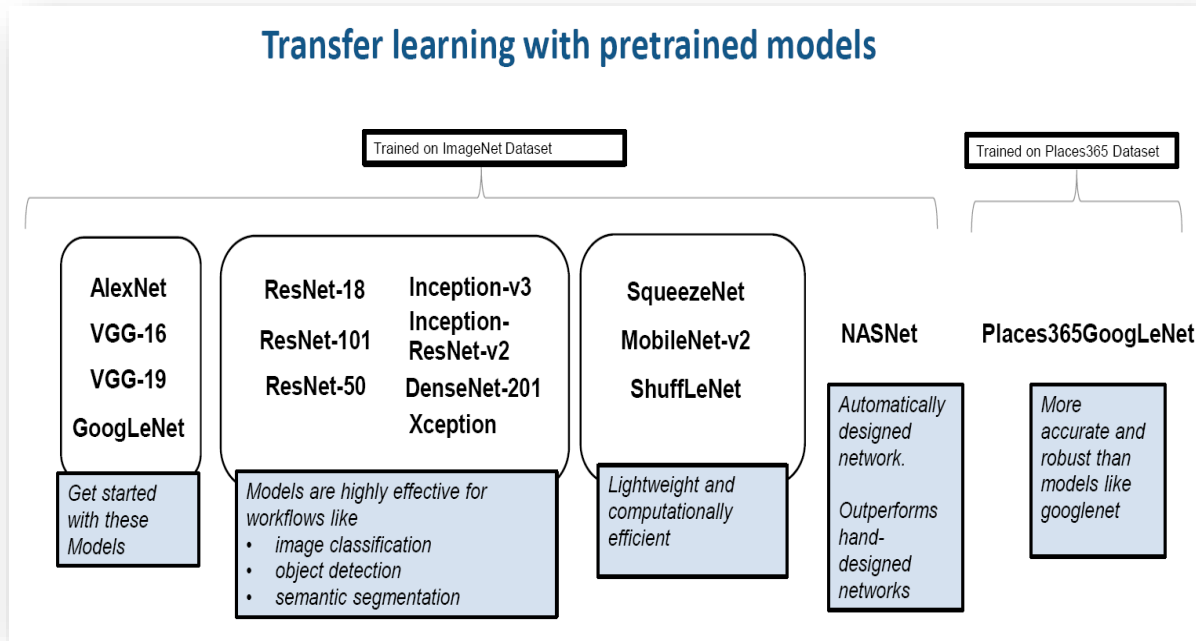 Transfer learning with pretrained models
Trained on ImageNet Dataset
Trained on Places365 Dataset
AlexNet
VGG-16
VGG-19
GoogLeNet
Get started
with these
Models
ResNet-18
ResNet-101
ResNet-50
Inception-v3
Inception-
ResNet-v2
DenseNet-201
Xception
Models are highly effective for
workflows like
• image classification
• object detection
• semantic segmentation
SqueezeNet
MobileNet-v2
ShuffLeNet
Lightweight and
computationally
efficient
NASNet
Automatically
designed
network.
Outperforms
hand-
designed
networks
Places365GoogLeNet
More
accurate and
robust than
models like
googlenet